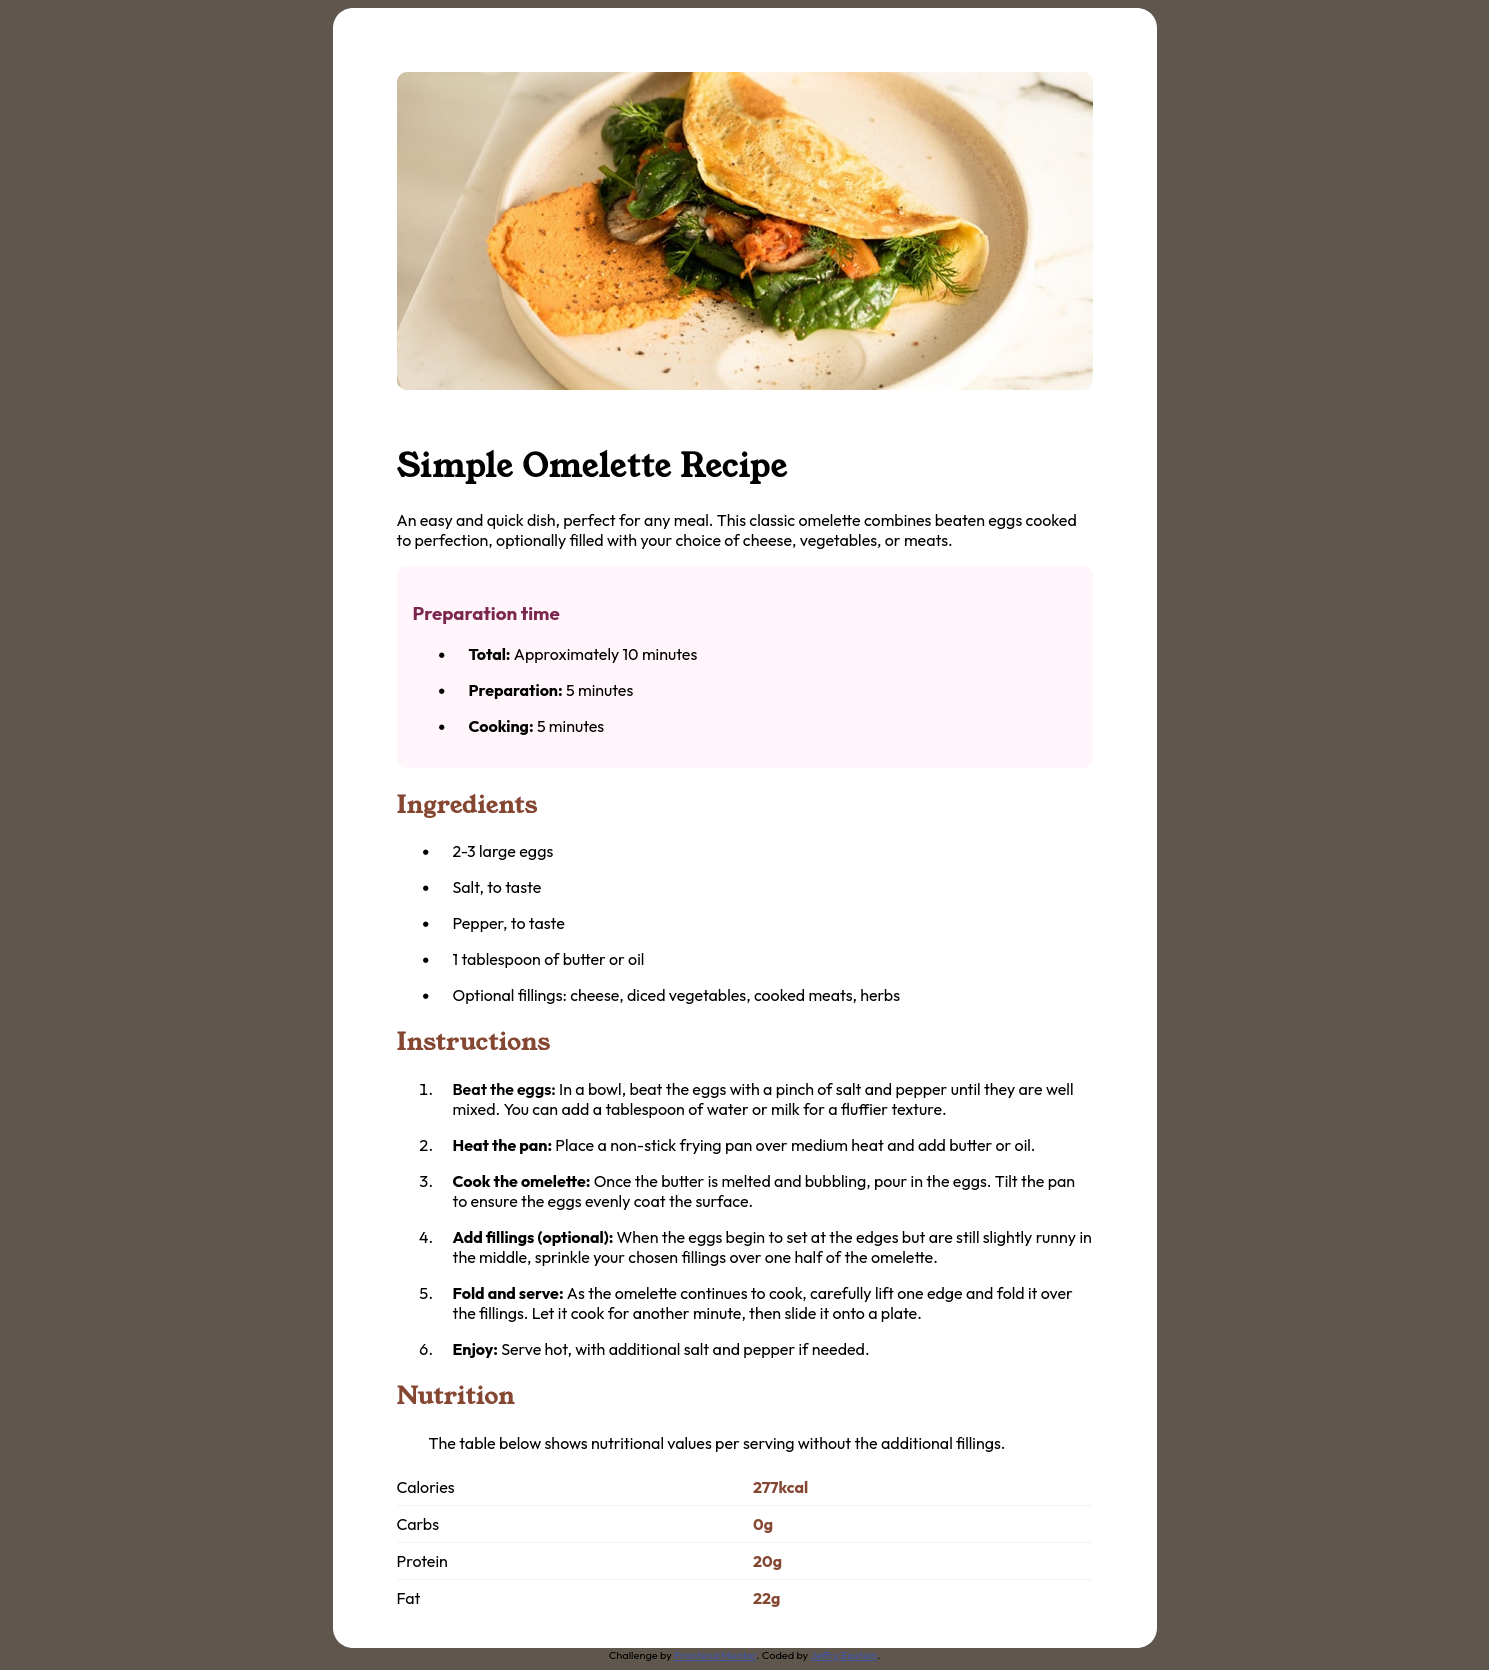 Simple Omelette Recipe
An easy and quick dish, perfect for any meal. This classic omelette combines beaten eggs cooked
to perfection, optionally filled with your choice of cheese, vegetables, or meats.
Preparation time
• Total: Approximately 10 minutes
• Preparation: 5 minutes
• Cooking: 5 minutes
Ingredients
• 2-3 large eggs
• Salt, to taste
• Pepper, to taste
• 1 tablespoon of butter or oil
• Optional fillings: cheese, diced vegetables, cooked meats, herbs
Instructions
1. Beat the eggs: In a bowl, beat the eggs with a pinch of salt and pepper until they are well
mixed. You can add a tablespoon of water or milk for a fluffier texture.
2. Heat the pan: Place a non-stick frying pan over medium heat and add butter or oil.
3. Cook the omelette: Once the butter is melted and bubbling, pour in the eggs. Tilt the pan
to ensure the eggs evenly coat the surface.
4. Add fillings (optional): When the eggs begin to set at the edges but are still slightly runny in
the middle, sprinkle your chosen fillings over one half of the omelette.
5. Fold and serve: As the omelette continues to cook, carefully lift one edge and fold it over
the fillings. Let it cook for another minute, then slide it onto a plate.
6. Enjoy: Serve hot, with additional salt and pepper if needed.
Nutrition
The table below shows nutritional values per serving without the additional fillings.
Calories 277kcal
Carbs 0g
Protein 20g
Fat 22g
Challenge by . Coded by .